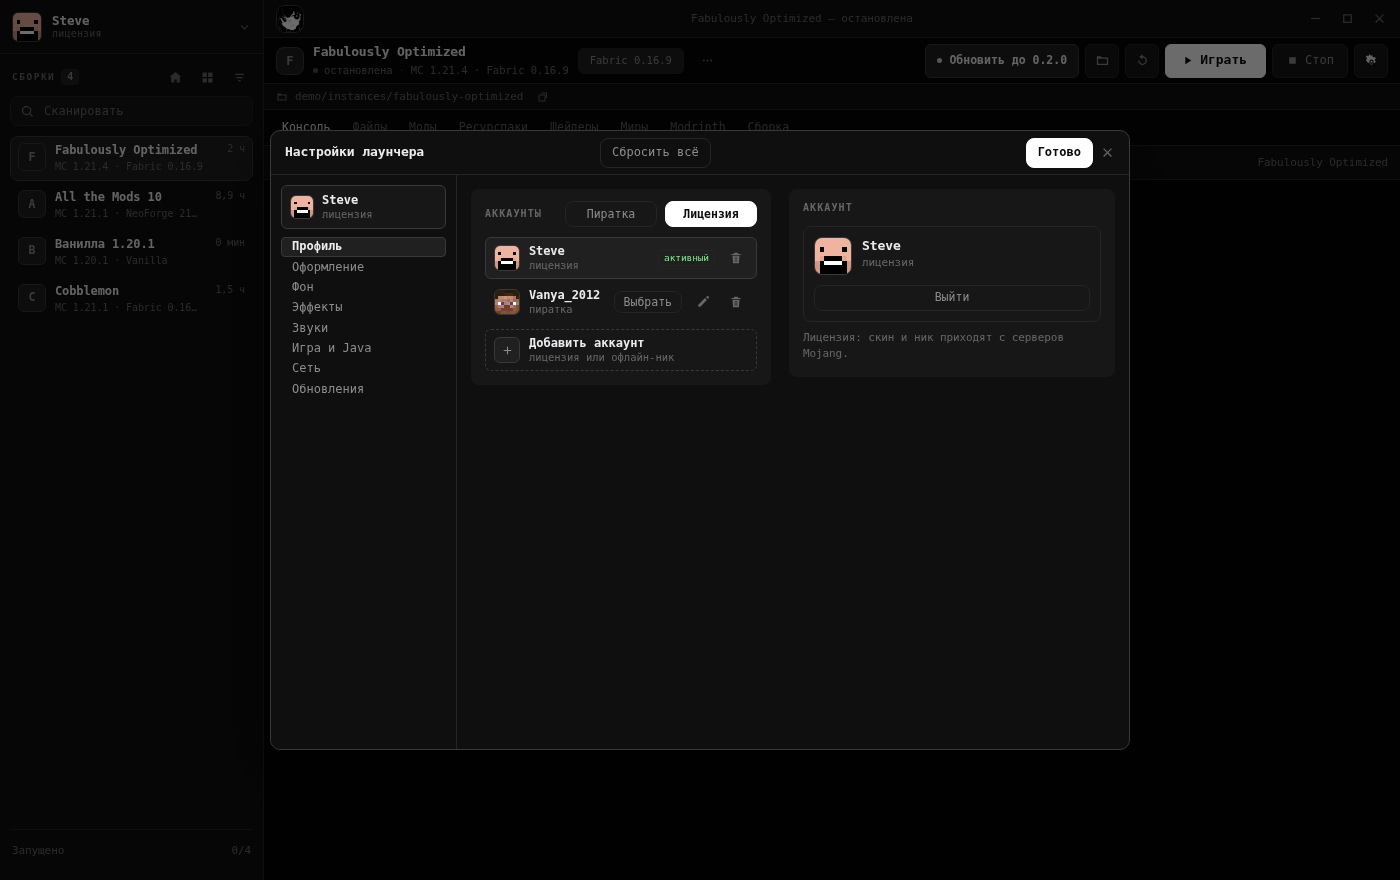 Steve
лицензия
Fabulously Optimized — остановлена
СБОРКИ 4
Сканировать
F
Fabulously Optimized
2 ч
MC 1.21.4 · Fabric 0.16.9
A
All the Mods 10
8,9 ч
MC 1.21.1 · NeoForge 21…
B
Ванилла 1.20.1
0 мин
MC 1.20.1 · Vanilla
C
Cobblemon
1,5 ч
MC 1.21.1 · Fabric 0.16…
Запущено
0/4
F
Fabulously Optimized
остановлена · MC 1.21.4 · Fabric 0.16.9
Fabric 0.16.9
Обновить до 0.2.0
Играть
Стоп
demo/instances/fabulously-optimized
Консоль Файлы Моды Ресурспаки Шейдеры Миры Modrinth Сборка
Fabulously Optimized
Настройки лаунчера
Сбросить всё
Готово
Steve
лицензия
Профиль
Оформление
Фон
Эффекты
Звуки
Игра и Java
Сеть
Обновления
АККАУНТЫ
Пиратка
Лицензия
Steve
лицензия
активный
Vanya_2012
пиратка
Выбрать
Добавить аккаунт
лицензия или офлайн-ник
АККАУНТ
Steve
лицензия
Выйти
Лицензия: скин и ник приходят с серверов
Mojang.